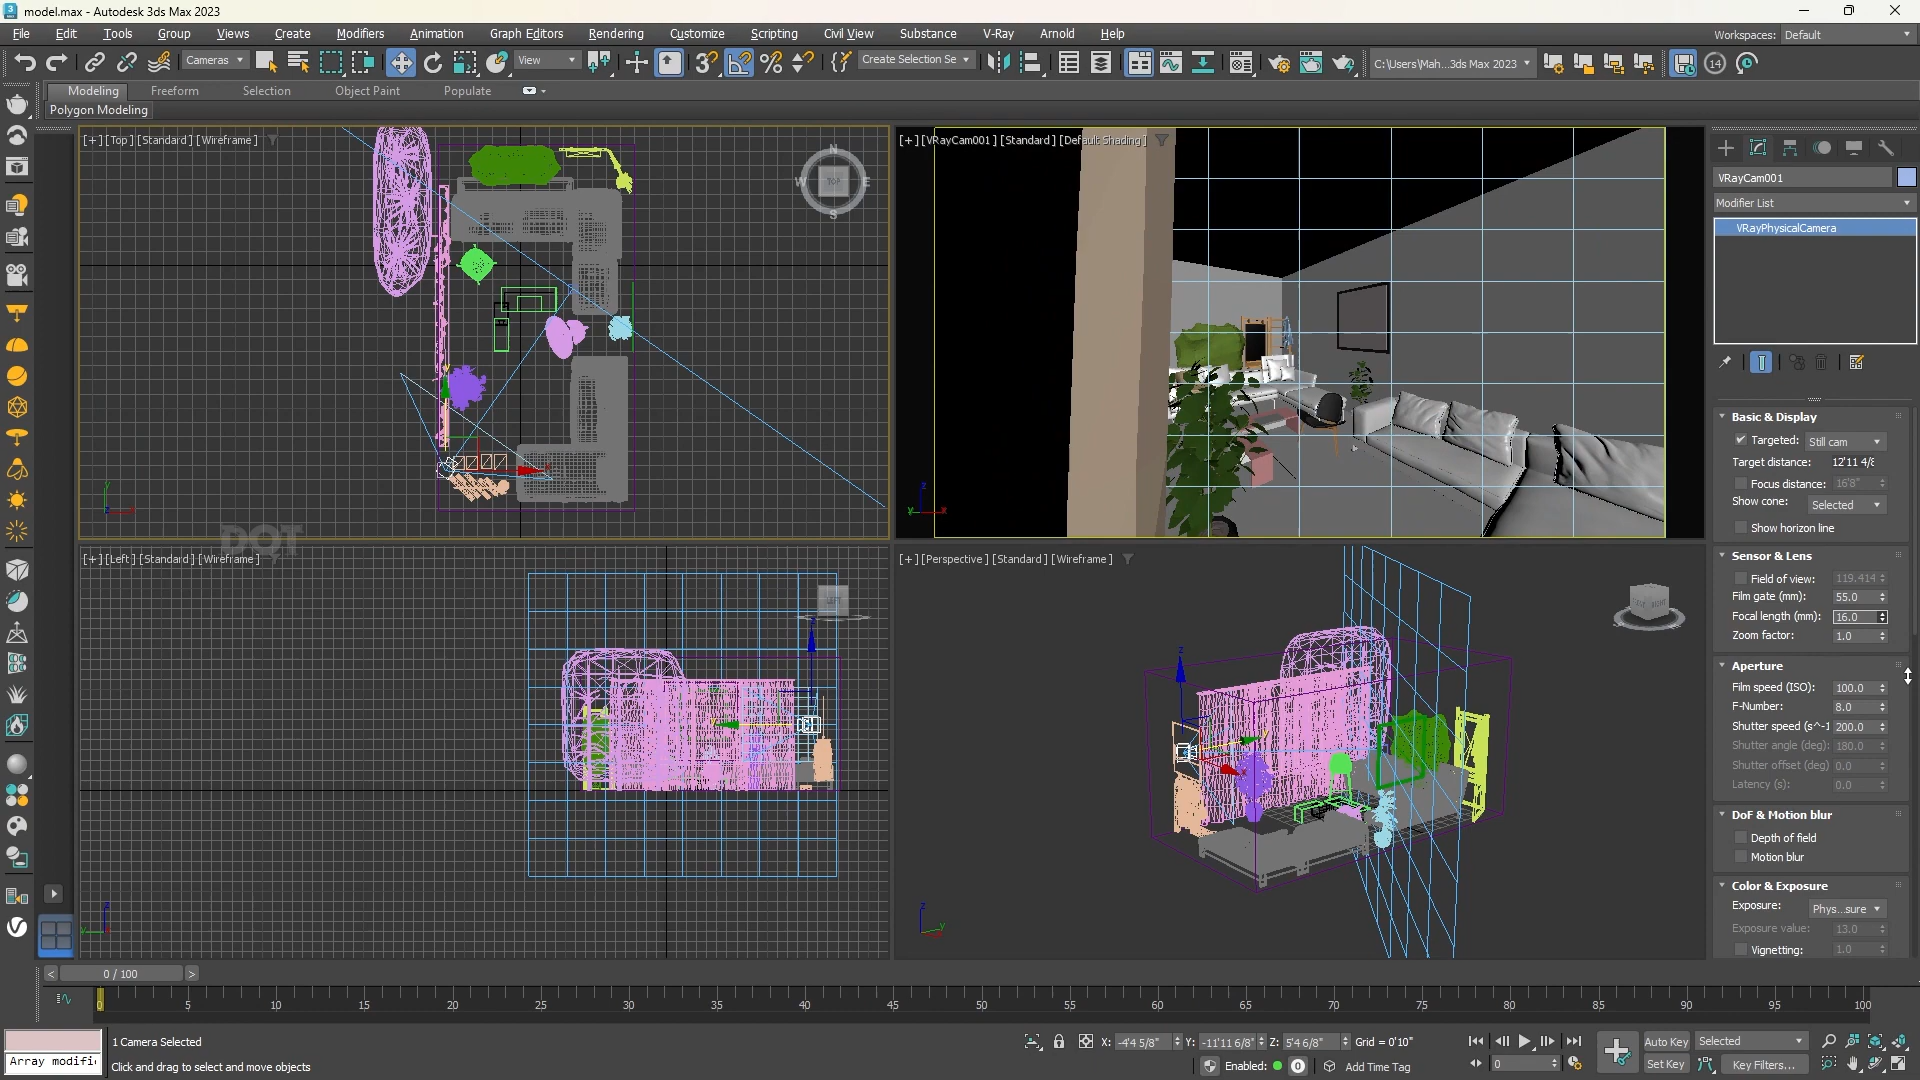 model.max - Autodesk 3ds Max 2023
File Edit Tools Group Views Create Modifiers Animation Graph Editors Rendering Customize Scripting Civil View Substance V-Ray Arnold Help
Workspaces: Default
Cameras View Create Selection Se C:\Users\Mah...3ds Max 2023 14
Modeling Freeform Selection Object Paint Populate
Polygon Modeling
[+] [Top] [Standard] [Wireframe]
N
W TOP E
S
[+] [VRayCam001] [Standard] [Default Shading]
[+] [Left] [Standard] [Wireframe]
LEFT
[+] [Perspective] [Standard] [Wireframe]
DOT
VRayCam001
Modifier List
VRayPhysicalCamera
Basic & Display
Targeted: Still cam
Target distance: 12'11 4/8
Focus distance: 16'8"
Show cone: Selected
Show horizon line
Sensor & Lens
Field of view: 119.414
Film gate (mm): 55.0
Focal length (mm): 16.0
Zoom factor: 1.0
Aperture
Film speed (ISO): 100.0
F-Number: 8.0
Shutter speed (s^-1 200.0
Shutter angle (deg): 180.0
Shutter offset (deg) 0.0
Latency (s): 0.0
DoF & Motion blur
Depth of field
Motion blur
Color & Exposure
Exposure: Phys...sure
Exposure value: 13.0
Vignetting: 1.0
< 0 / 100 >
0 5 10 15 20 25 30 35 40 45 50 55 60 65 70 75 80 85 90 95 100
1 Camera Selected
X: -4'4 5/8" Y: -11'11 6/8" Z: 5'4 6/8" Grid = 0'10"
Auto Key Selected
Array modifi
Click and drag to select and move objects
Enabled: 0 Add Time Tag
0
Set Key Key Filters...